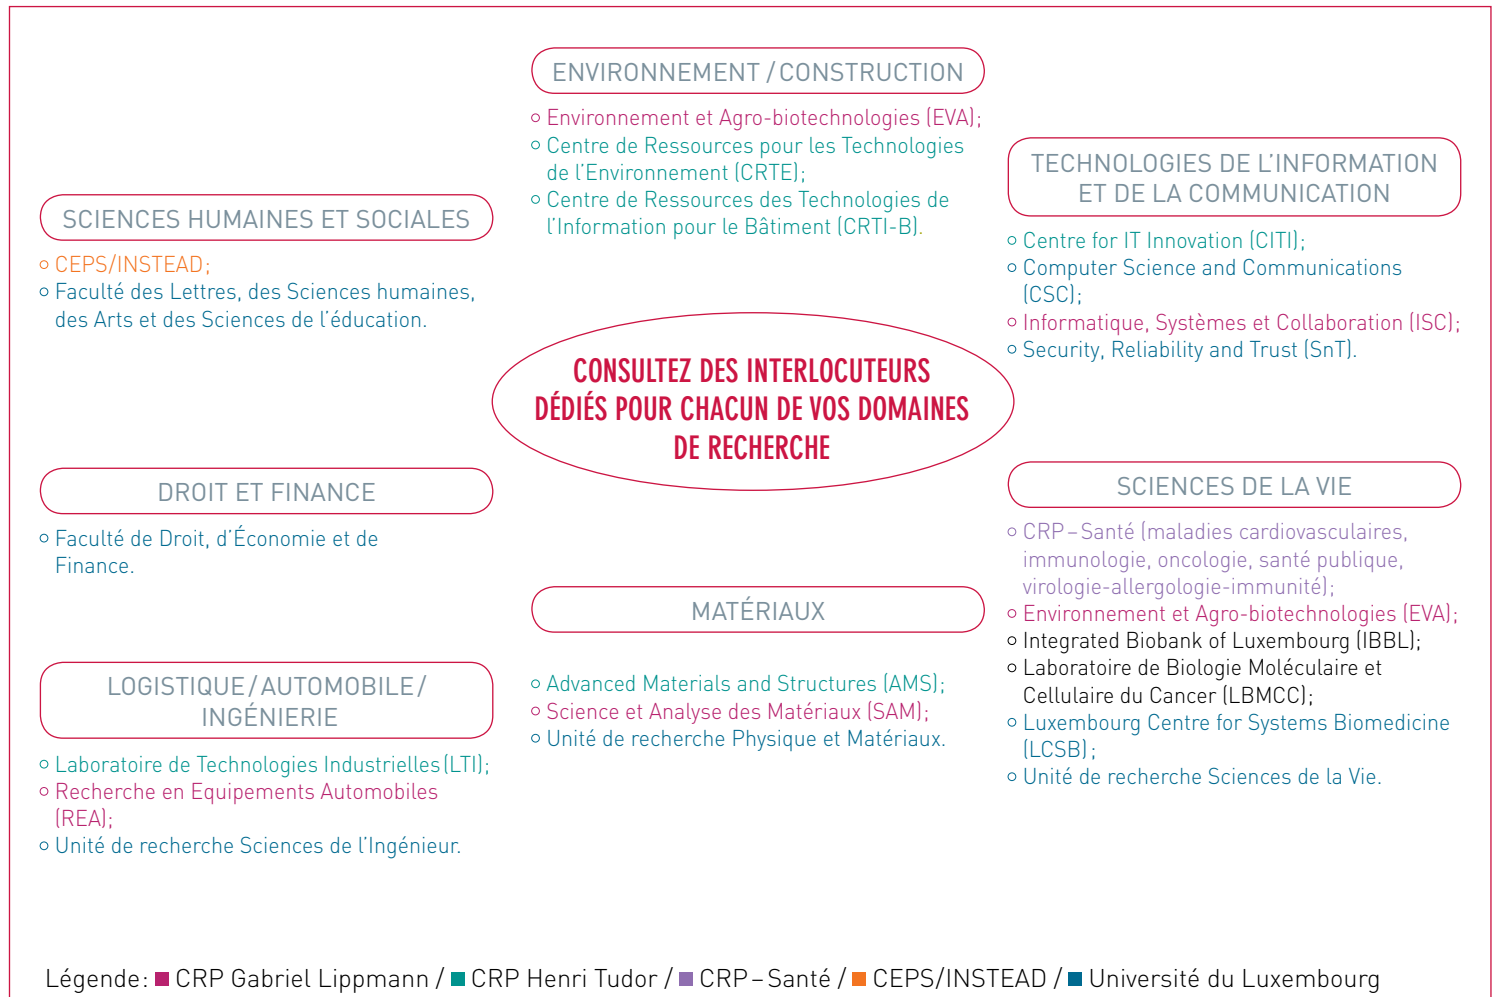 ENVIRONNEMENT / CONSTRUCTION
Environnement et Agro-biotechnologies (EVA);
Centre de Ressources pour les Technologies
de l'Environnement (CRTE);
Centre de Ressources des Technologies de
l'Information pour le Bâtiment (CRTI-B).
TECHNOLOGIES DE L'INFORMATION
ET DE LA COMMUNICATION
Centre for IT Innovation (CITI);
Computer Science and Communications
(CSC);
Informatique, Systèmes et Collaboration (ISC);
Security, Reliability and Trust (SnT).
SCIENCES HUMAINES ET SOCIALES
CEPS/INSTEAD;
Faculté des Lettres, des Sciences humaines,
des Arts et des Sciences de l'éducation.
CONSULTEZ DES INTERLOCUTEURS
DÉDIÉS POUR CHACUN DE VOS DOMAINES
DE RECHERCHE
DROIT ET FINANCE
Faculté de Droit, d'Économie et de
Finance.
SCIENCES DE LA VIE
CRP – Santé (maladies cardiovasculaires,
immunologie, oncologie, santé publique,
virologie-allergologie-immunité);
Environnement et Agro-biotechnologies (EVA);
Integrated Biobank of Luxembourg (IBBL);
Laboratoire de Biologie Moléculaire et
Cellulaire du Cancer (LBMCC);
Luxembourg Centre for Systems Biomedicine
(LCSB);
Unité de recherche Sciences de la Vie.
MATÉRIAUX
Advanced Materials and Structures (AMS);
Science et Analyse des Matériaux (SAM);
Unité de recherche Physique et Matériaux.
LOGISTIQUE / AUTOMOBILE /
INGÉNIERIE
Laboratoire de Technologies Industrielles (LTI);
Recherche en Equipements Automobiles
(REA);
Unité de recherche Sciences de l'Ingénieur.
Légende: CRP Gabriel Lippmann / CRP Henri Tudor / CRP – Santé / CEPS/INSTEAD / Université du Luxembourg